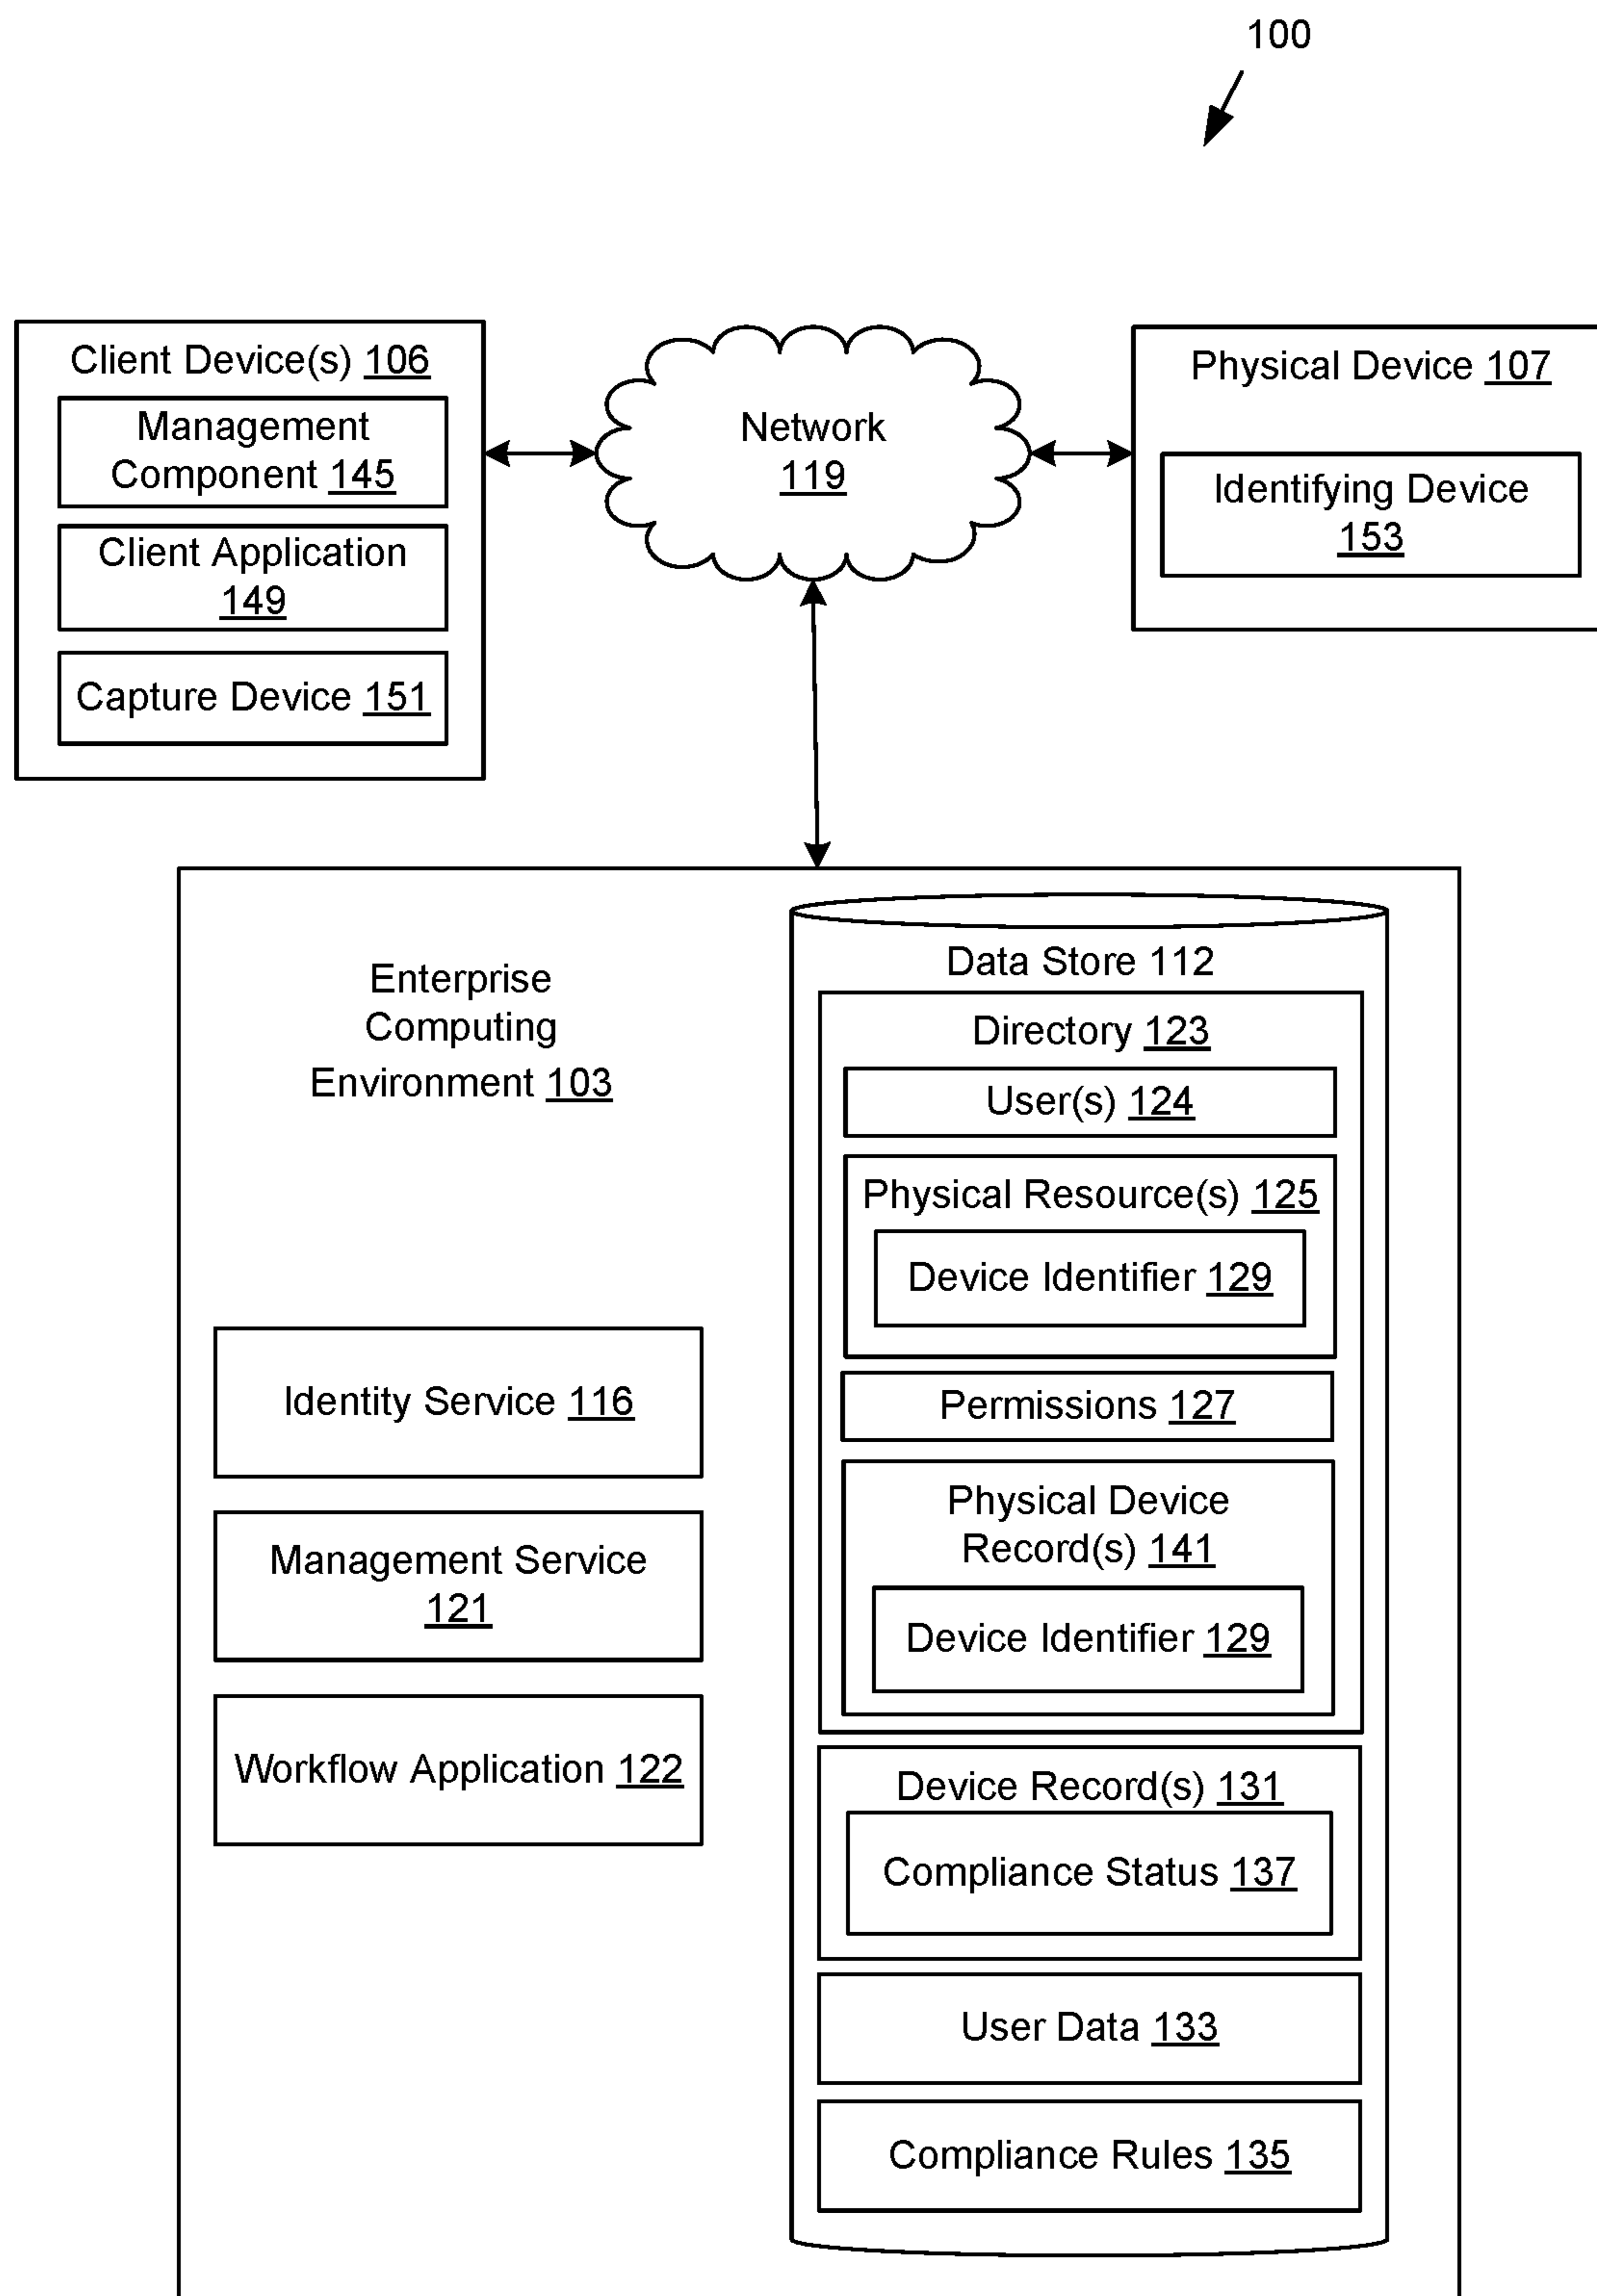 100
Client Device(s) 106
Management
Component 145
Client Application
149
Capture Device 151
Network
119
Physical Device 107
Identifying Device
153
Enterprise
Computing
Environment 103
Identity Service 116
Management Service
121
Workflow Application 122
Data Store 112
Directory 123
User(s) 124
Physical Resource(s) 125
Device Identifier 129
Permissions 127
Physical Device
Record(s) 141
Device Identifier 129
Device Record(s) 131
Compliance Status 137
User Data 133
Compliance Rules 135